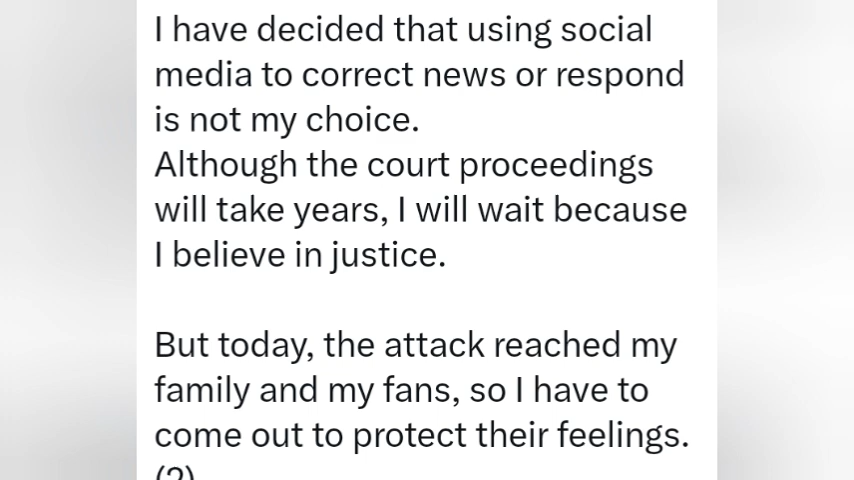 I have decided that using social
media to correct news or respond
is not my choice.
Although the court proceedings
will take years, I will wait because
I believe in justice.
But today, the attack reached my
family and my fans, so I have to
come out to protect their feelings.
(2)